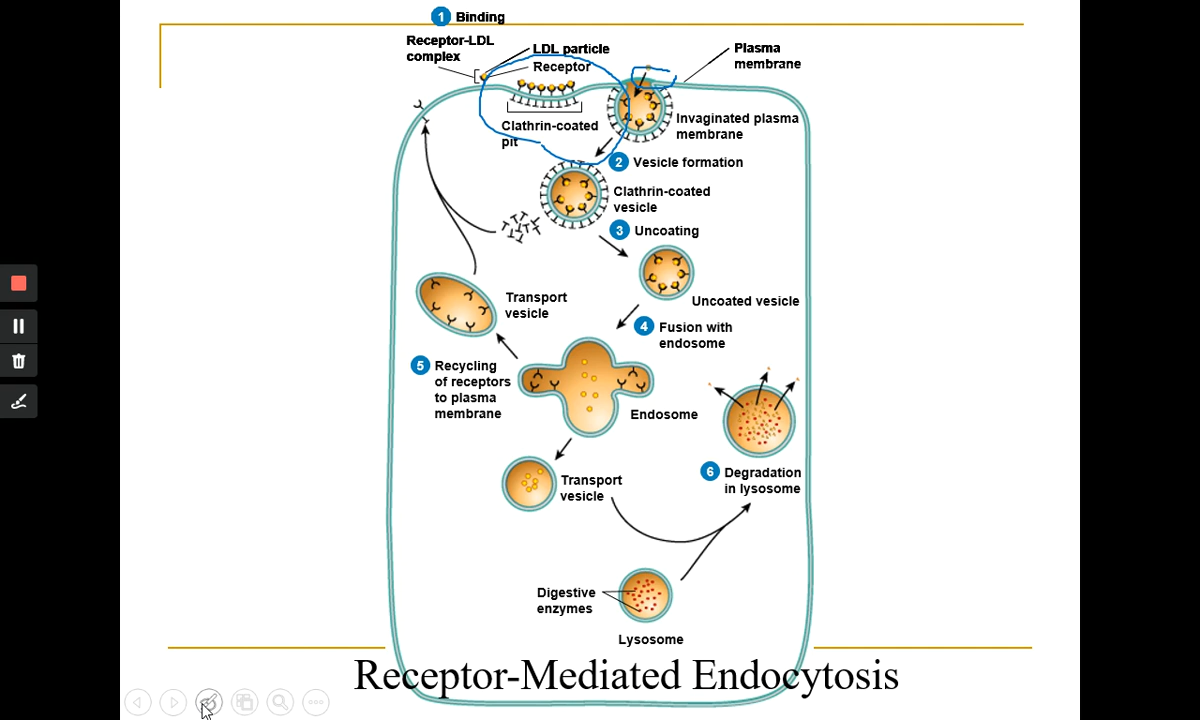 1 Binding
Receptor-LDL
complex
LDL particle
Receptor
Plasma
membrane
Clathrin-coated
pit
Invaginated plasma
membrane
2 Vesicle formation
Clathrin-coated
vesicle
3 Uncoating
Uncoated vesicle
Transport
vesicle
4 Fusion with
endosome
5 Recycling
of receptors
to plasma
membrane
Endosome
Transport
vesicle
6 Degradation
in lysosome
Digestive
enzymes
Lysosome
Receptor-Mediated Endocytosis